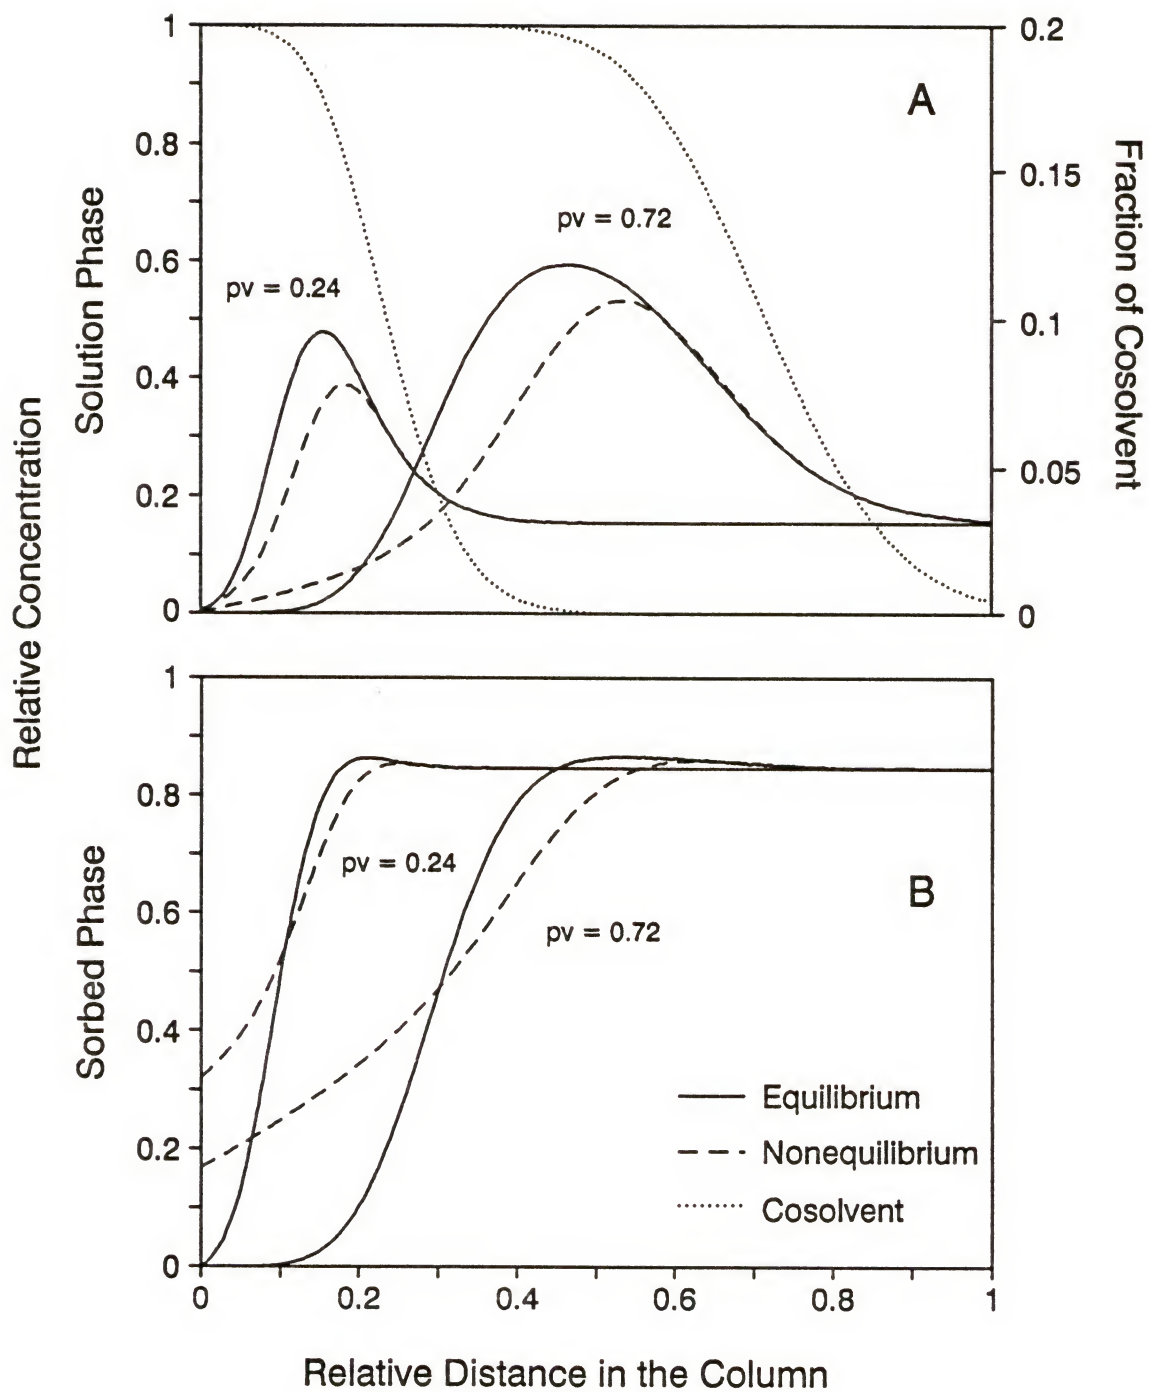 Relative Concentration
Solution Phase
1
0.8
0.6
0.4
0.2
0
A
pv = 0.24
pv = 0.72
0.2
0.15
0.1
0.05
0
Fraction of Cosolvent
Sorbed Phase
1
0.8
0.6
0.4
0.2
0
B
pv = 0.24
pv = 0.72
Equilibrium
Nonequilibrium
Cosolvent
0 0.2 0.4 0.6 0.8 1
Relative Distance in the Column